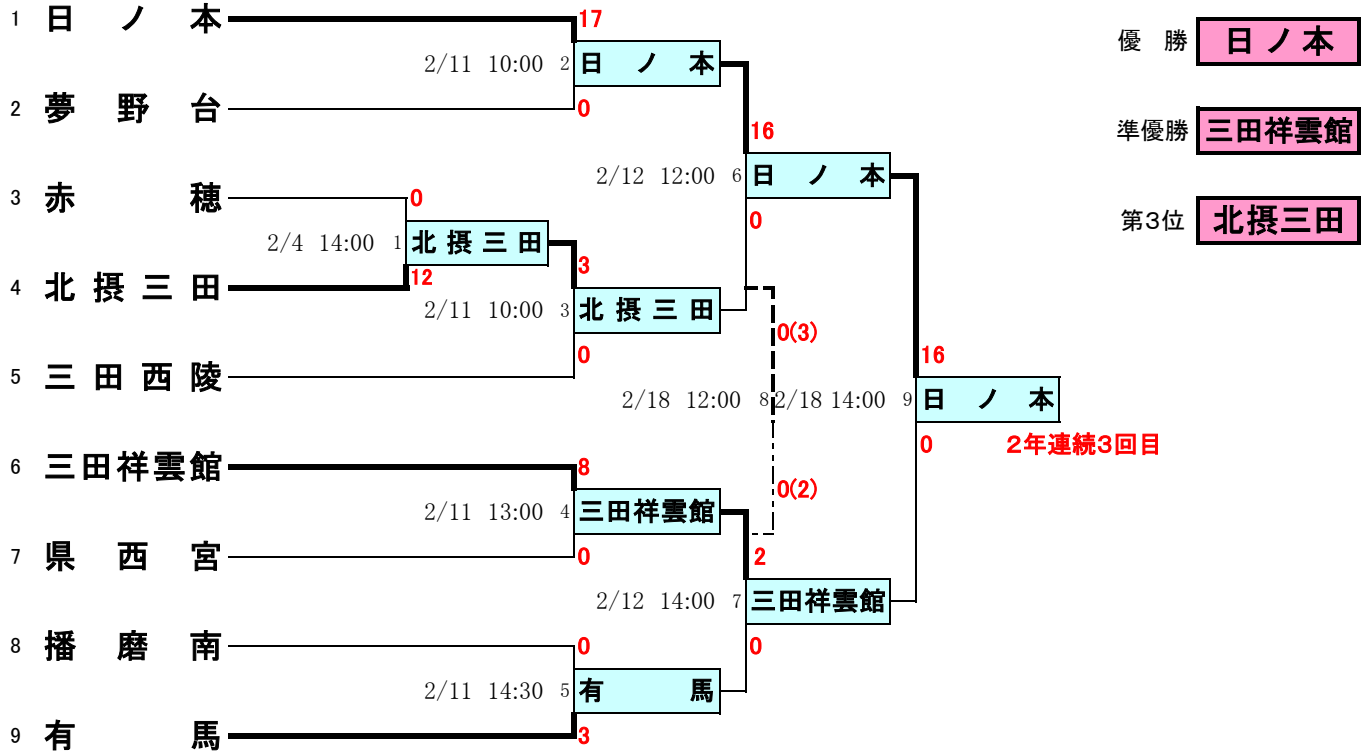 1 日ノ本
17
2/11 10:00 2 日ノ本
2 夢野台
0
16
2/12 12:00 6 日ノ本
0
3 赤穂
0
2/4 14:00 1 北摂三田
12
4 北摂三田
3
2/11 10:00 3 北摂三田
0
5 三田西陵
0(3)
2/18 12:00 8
0(2)
16
2/18 14:00 9 日ノ本
0
2年連続3回目
6 三田祥雲館
8
2/11 13:00 4 三田祥雲館
7 県西宮
0
2
2/12 14:00 7 三田祥雲館
0
8 播磨南
0
2/11 14:30 5 有馬
9 有馬
3
優勝 日ノ本
準優勝 三田祥雲館
第3位 北摂三田